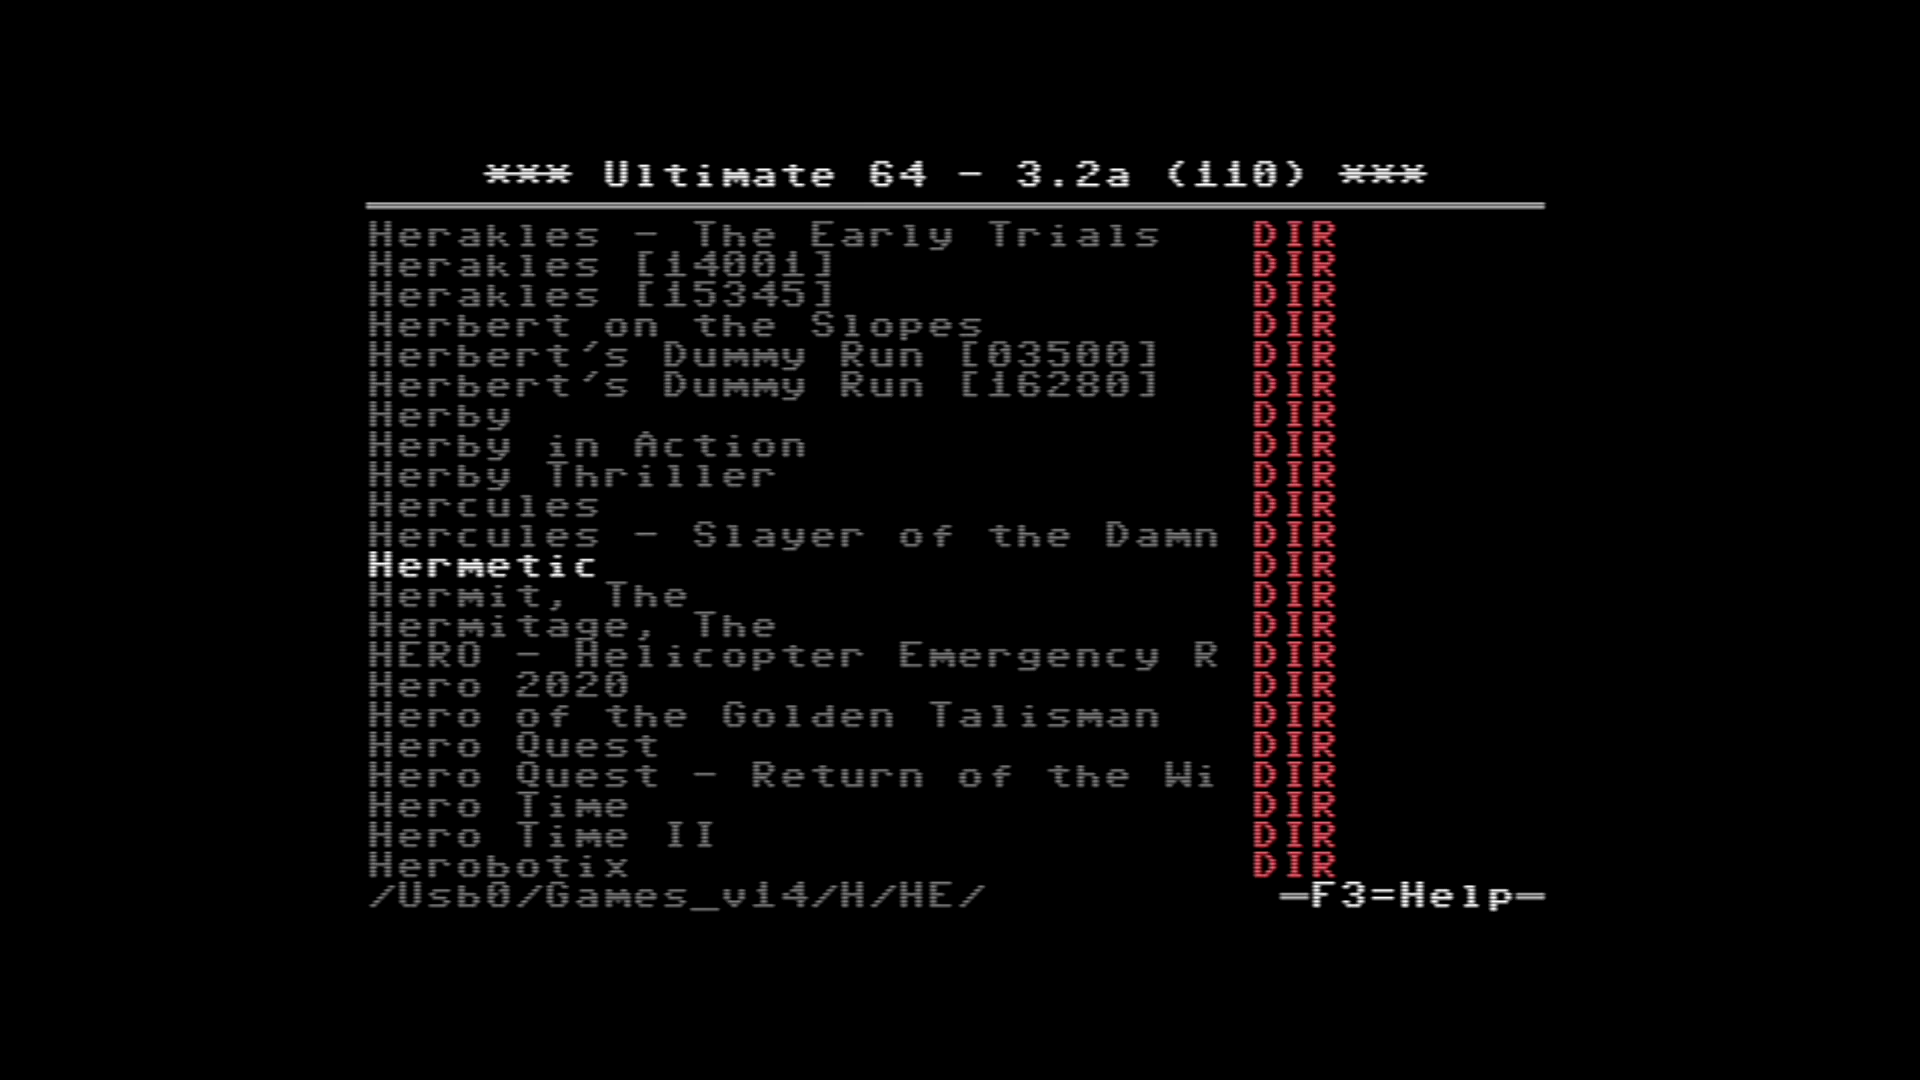 *** Ultimate 64 - 3.2a (110) ***
Herakles - The Early Trials DIR
Herakles [14001] DIR
Herakles [15345] DIR
Herbert on the Slopes DIR
Herbert's Dummy Run [03500] DIR
Herbert's Dummy Run [16280] DIR
Herby DIR
Herby in Action DIR
Herby Thriller DIR
Hercules DIR
Hercules - Slayer of the Damn DIR
Hermetic DIR
Hermit, The DIR
Hermitage, The DIR
HERO - Helicopter Emergency R DIR
Hero 2020 DIR
Hero of the Golden Talisman DIR
Hero Quest DIR
Hero Quest - Return of the Wi DIR
Hero Time DIR
Hero Time II DIR
Herobotix DIR
/Usb0/Games_v14/H/HE/ -F3=Help-